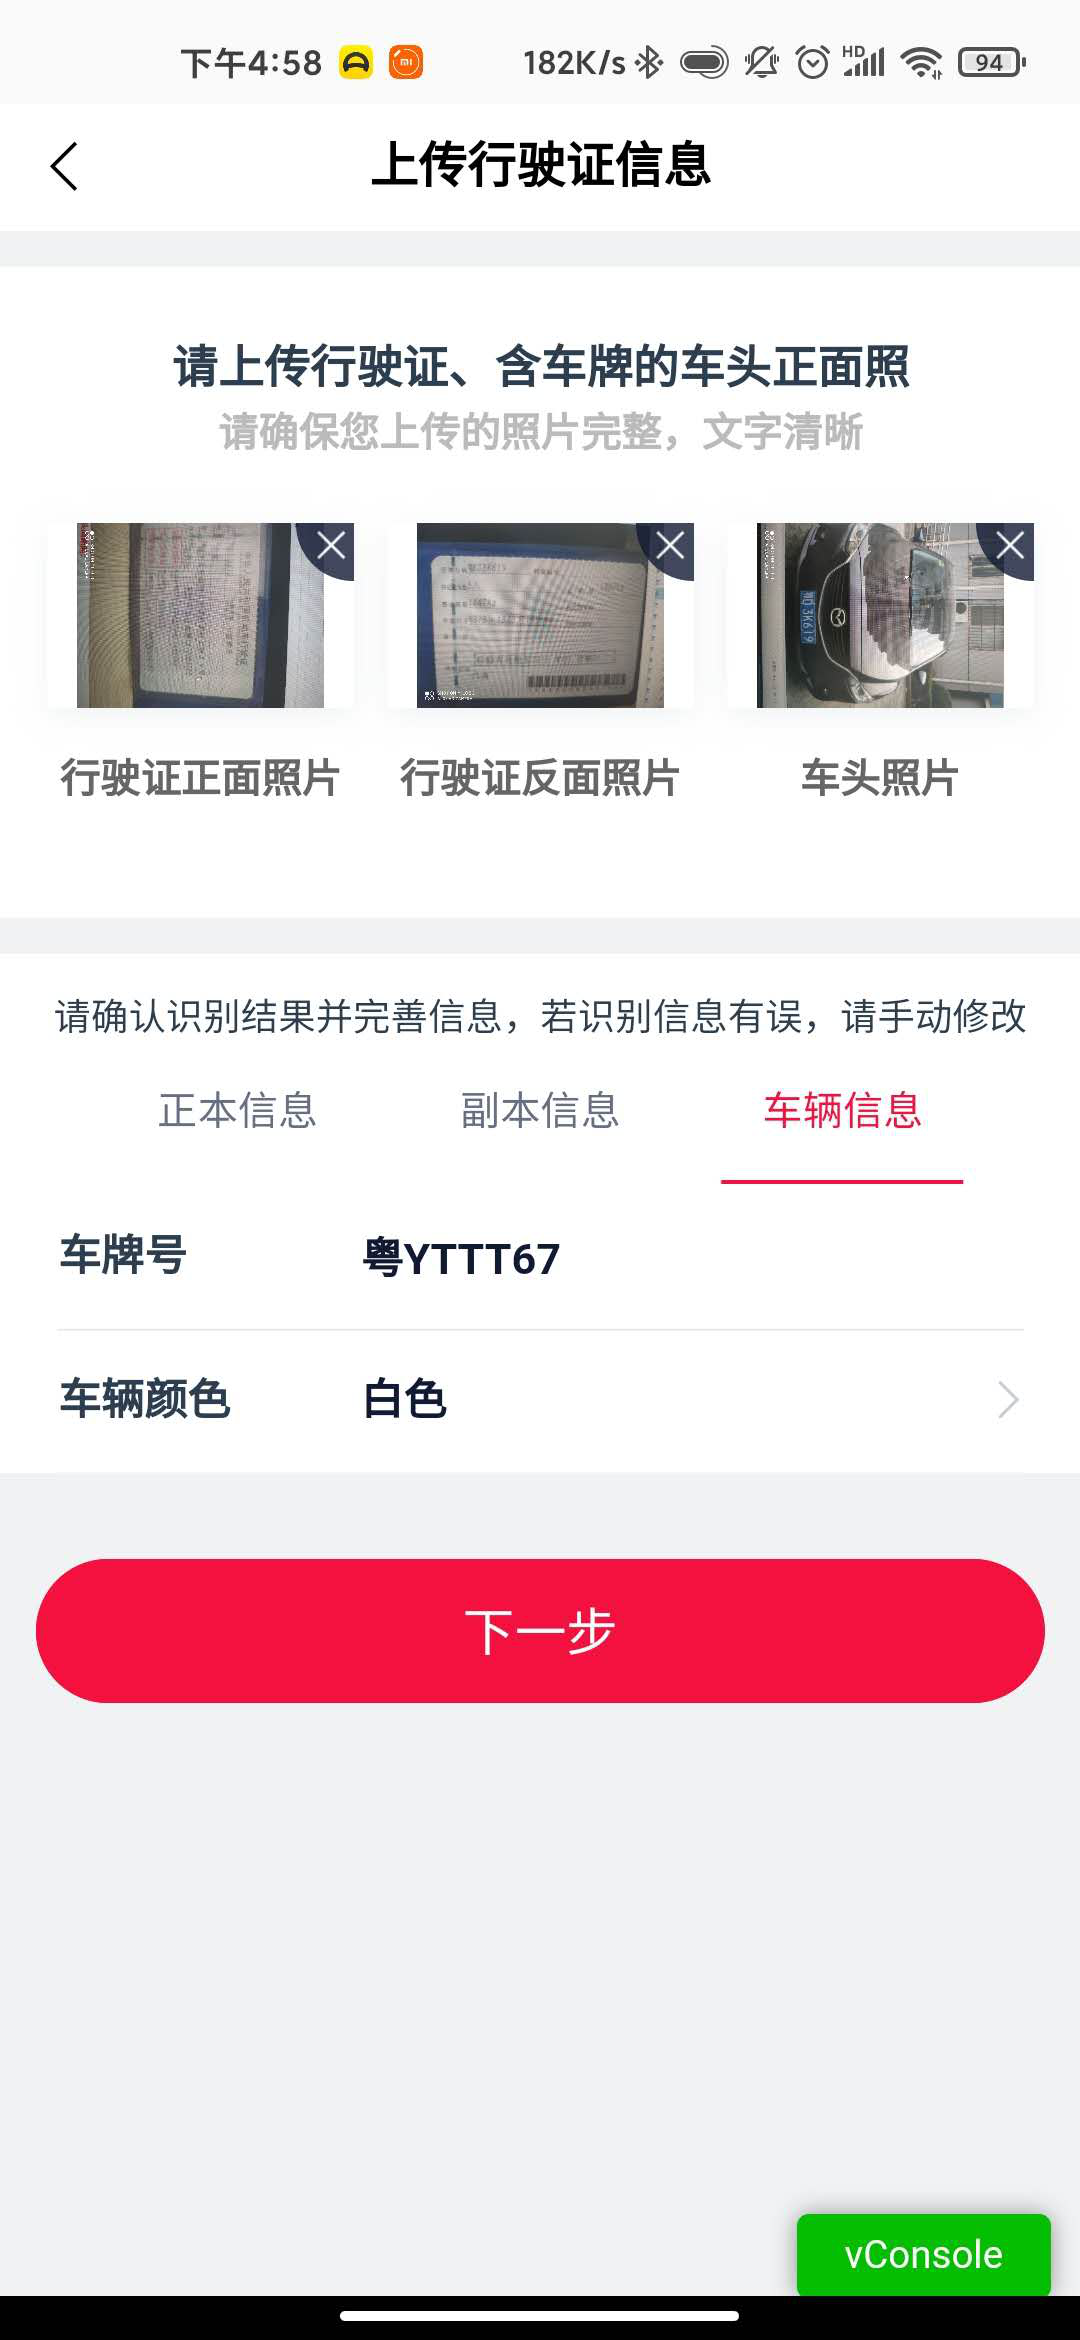 下午4:58
182K/s
HD
94
上传行驶证信息
请上传行驶证、含车牌的车头正面照
请确保您上传的照片完整，文字清晰
行驶证正面照片
行驶证反面照片
车头照片
请确认识别结果并完善信息，若识别信息有误，请手动修改
正本信息
副本信息
车辆信息
车牌号
粤YTTT67
车辆颜色
白色
下一步
vConsole